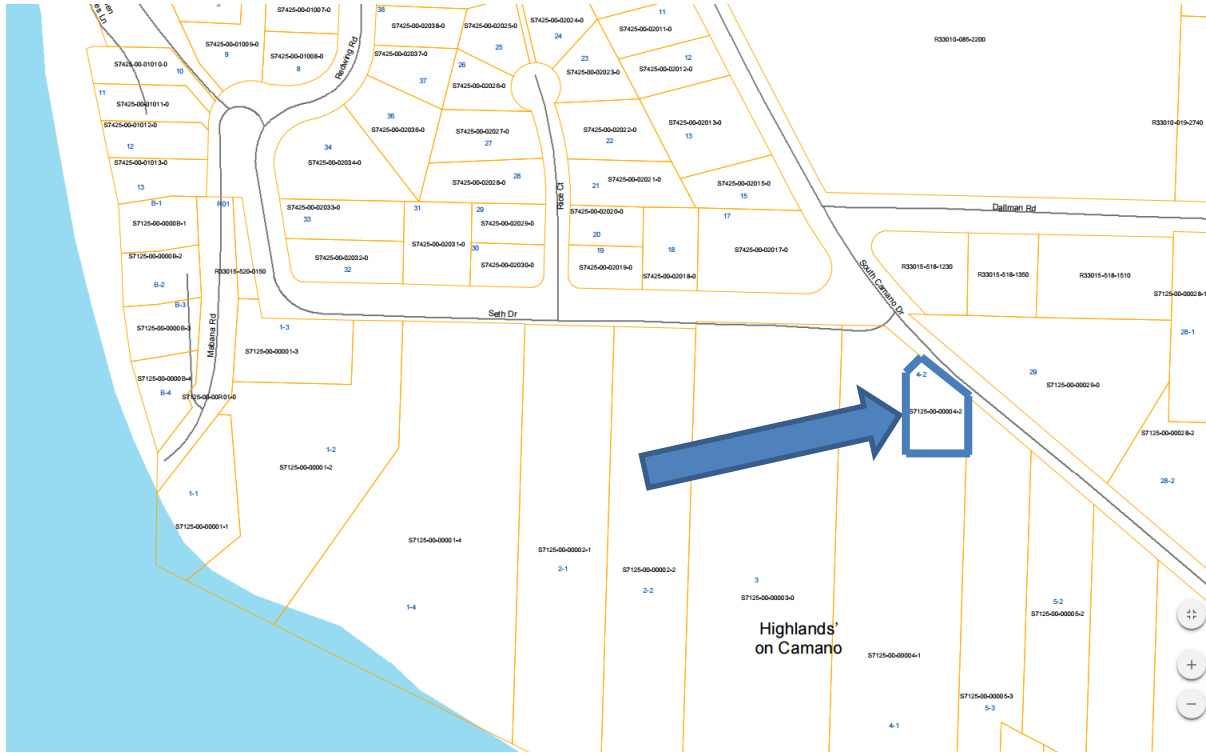 38
S7425-00-01007-0
S7425-00-02038-0
S7425-00-02025-0
S7425-00-02024-0
11
S7425-00-02011-0
R33010-085-2200
S7425-00-01009-0
9
S7425-00-01008-0
8
Redwing Rd
S7425-00-02037-0
37
25
24
26
23
S7425-00-02023-0
12
S7425-00-02012-0
S7425-00-01010-0
10
S7425-00-02026-0
11
S7425-00-01011-0
36
S7425-00-02036-0
S7425-00-02013-0
13
R33010-019-2740
S7425-00-01012-0
12
S7425-00-02027-0
27
S7425-00-02022-0
22
34
S7425-00-02034-0
S7425-00-01013-0
13
28
S7425-00-02028-0
21
S7425-00-02021-0
S7425-00-02015-0
15
B-1
R01
S7425-00-02033-0
33
31
29
Rice Ct
S7425-00-02020-0
17
Dallman Rd
S7125-00-0000B-1
S7425-00-02029-0
20
S7425-00-02031-0
30
19
18
S7425-00-02017-0
S7125-00-0000B-2
R33015-520-0150
S7425-00-02032-0
32
S7425-00-02030-0
S7425-00-02019-0
S7425-00-02018-0
South Camano Dr
R33015-518-1230
R33015-518-1350
R33015-518-1510
B-2
S7125-00-00028-1
B-3
Seth Dr
S7125-00-0000B-3
Mabana Rd
1-3
28-1
S7125-00-00001-3
S7125-00-0000B-4
B-4
S7125-00-00R01-0
4-2
29
S7125-00-00029-0
S7125-00-00004-2
S7125-00-00028-2
1-2
S7125-00-00001-2
28-2
1-1
S7125-00-00001-1
S7125-00-00001-4
S7125-00-00002-1
2-1
S7125-00-00002-2
2-2
3
S7125-00-00003-0
1-4
5-2
S7125-00-00005-2
Highlands'
on Camano
S7125-00-00004-1
S7125-00-00005-3
5-3
4-1